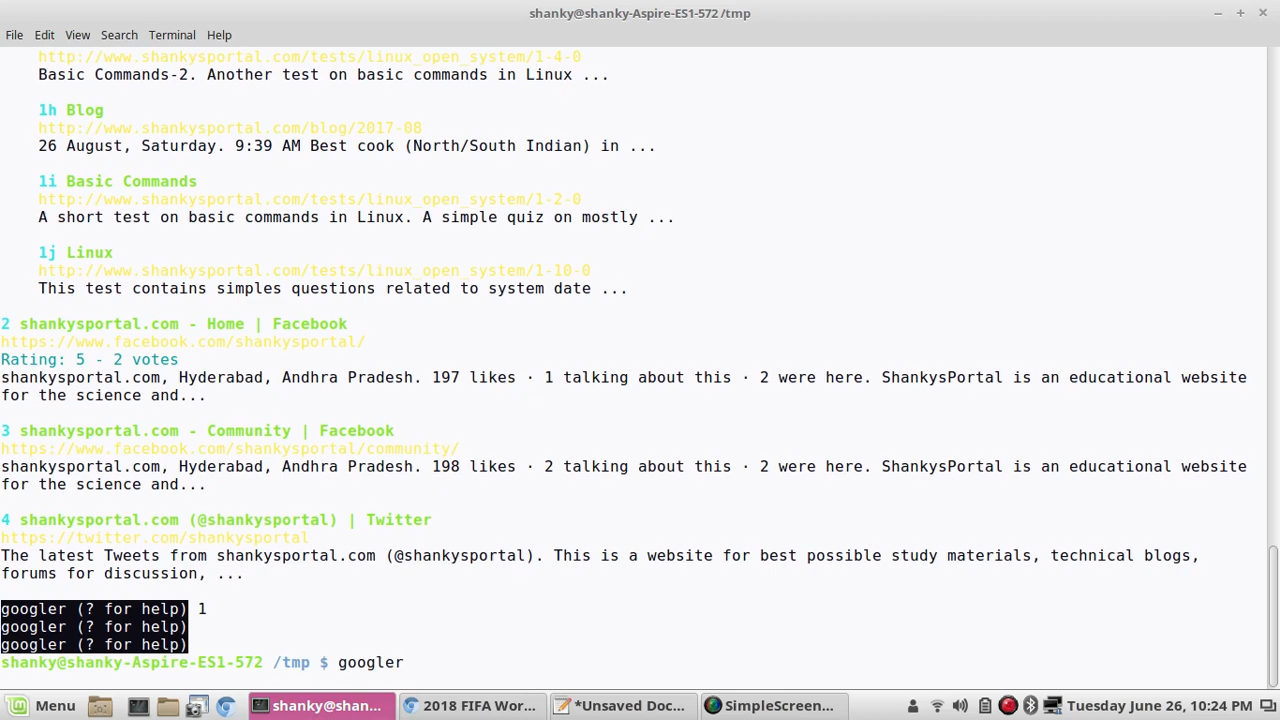 shanky@shanky-Aspire-ES1-572 /tmp
File Edit View Search Terminal Help
http://www.shankysportal.com/tests/linux_open_system/1-4-0
Basic Commands-2. Another test on basic commands in Linux ...
1h Blog
http://www.shankysportal.com/blog/2017-08
26 August, Saturday. 9:39 AM Best cook (North/South Indian) in ...
1i Basic Commands
http://www.shankysportal.com/tests/linux_open_system/1-2-0
A short test on basic commands in Linux. A simple quiz on mostly ...
1j Linux
http://www.shankysportal.com/tests/linux_open_system/1-10-0
This test contains simples questions related to system date ...
2 shankysportal.com - Home | Facebook
https://www.facebook.com/shankysportal/
Rating: 5 - 2 votes
shankysportal.com, Hyderabad, Andhra Pradesh. 197 likes · 1 talking about this · 2 were here. ShankysPortal is an educational website
for the science and...
3 shankysportal.com - Community | Facebook
https://www.facebook.com/shankysportal/community/
shankysportal.com, Hyderabad, Andhra Pradesh. 198 likes · 2 talking about this · 2 were here. ShankysPortal is an educational website
for the science and...
4 shankysportal.com (@shankysportal) | Twitter
https://twitter.com/shankysportal
The latest Tweets from shankysportal.com (@shankysportal). This is a website for best possible study materials, technical blogs,
forums for discussion, ...
googler (? for help) 1
googler (? for help)
googler (? for help)
shanky@shanky-Aspire-ES1-572 /tmp $ googler
Menu shanky@shan... 2018 FIFA Wor... *Unsaved Doc... SimpleScreen... Tuesday June 26, 10:24 PM